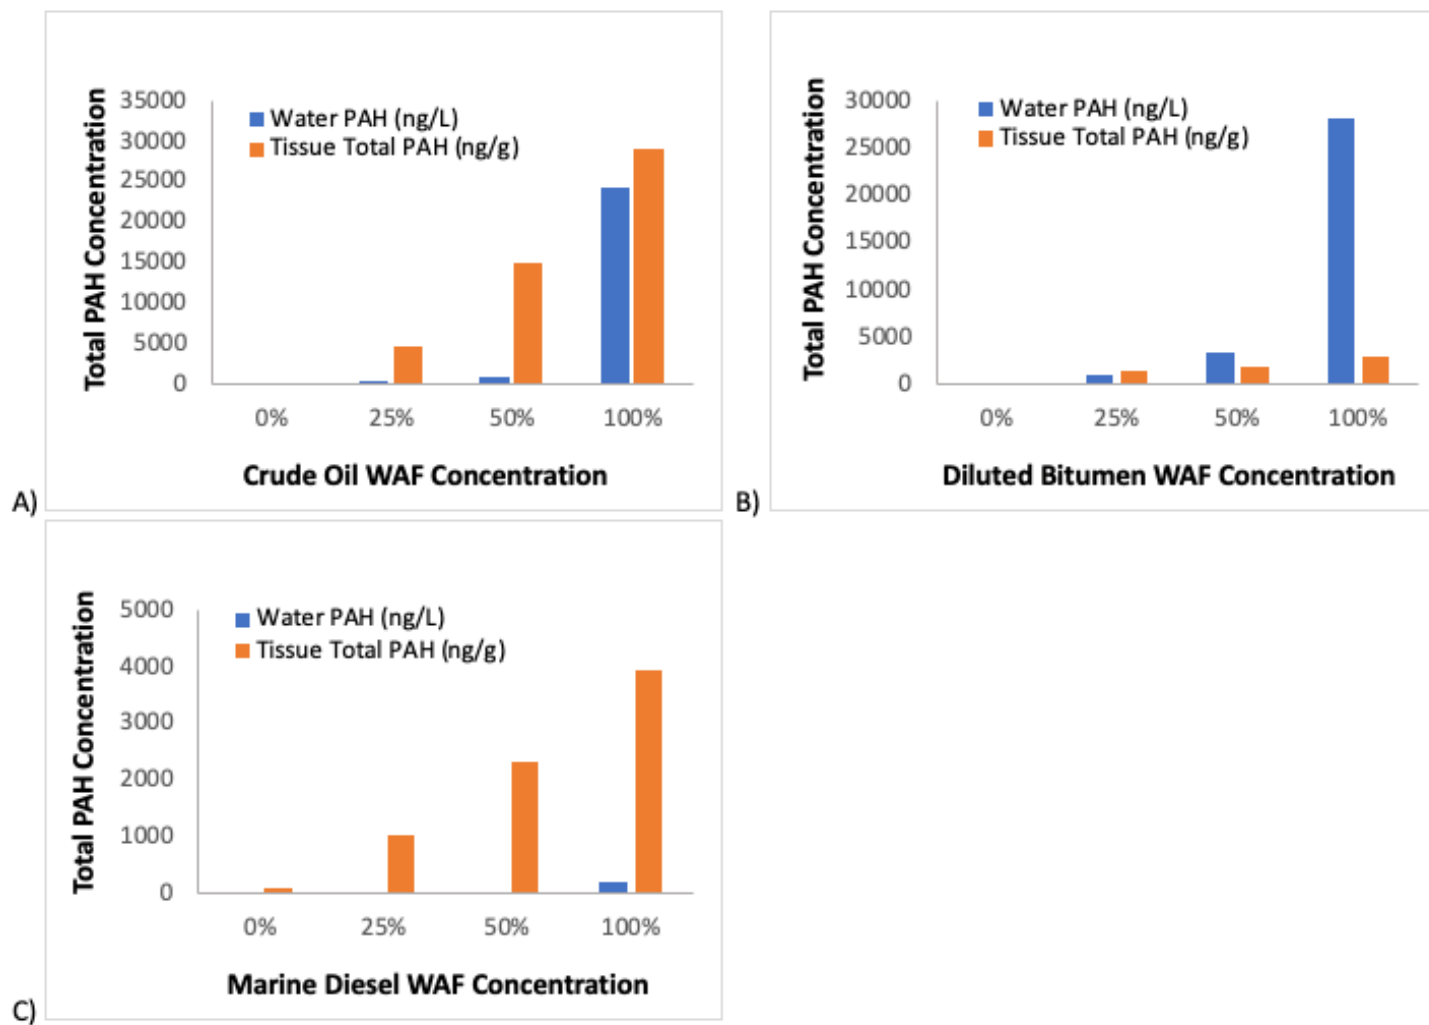 35000
30000
25000
20000
15000
10000
5000
0
Total PAH Concentration
Water PAH (ng/L)
Tissue Total PAH (ng/g)
0% 25% 50% 100%
Crude Oil WAF Concentration
A)
30000
25000
20000
15000
10000
5000
0
Total PAH Concentration
Water PAH (ng/L)
Tissue Total PAH (ng/g)
0% 25% 50% 100%
Diluted Bitumen WAF Concentration
B)
5000
4000
3000
2000
1000
0
Total PAH Concentration
Water PAH (ng/L)
Tissue Total PAH (ng/g)
0% 25% 50% 100%
Marine Diesel WAF Concentration
C)